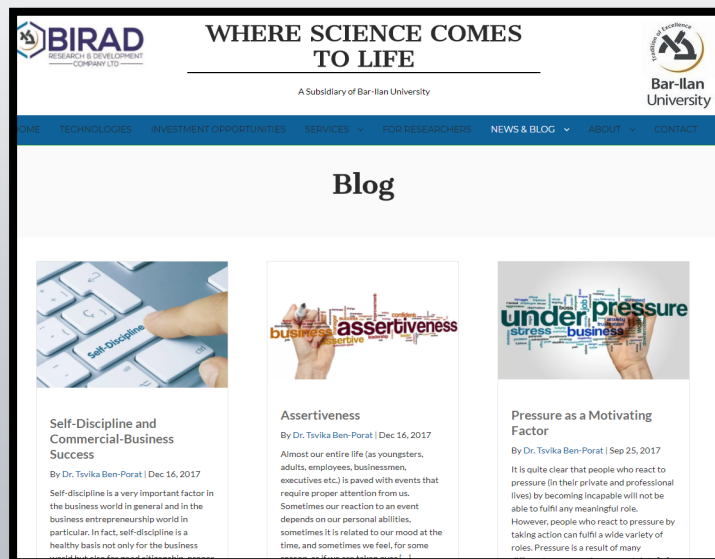 BIRAD
RESEARCH & DEVELOPMENT
COMPANY LTD
WHERE SCIENCE COMES
TO LIFE
A Subsidiary of Bar-Ilan University
Tradition of Excellence
Bar-Ilan
University
OME TECHNOLOGIES INVESTMENT OPPORTUNITIES SERVICES FOR RESEARCHERS NEWS & BLOG ABOUT CONTACT
Blog
Self-Discipline
ctrl
confident
business assertiveness
assertive
under pressure
stress business
Self-Discipline and
Commercial-Business
Success
By Dr. Tsvika Ben-Porat | Dec 16, 2017
Self-discipline is a very important factor in
the business world in general and in the
business entrepreneurship world in
particular. In fact, self-discipline is a
healthy basis not only for the business
Assertiveness
By Dr. Tsvika Ben-Porat | Dec 16, 2017
Almost our entire life (as youngsters,
adults, employees, businessmen,
executives etc.) is paved with events that
require proper attention from us.
Sometimes our reaction to an event
depends on our personal abilities,
sometimes it is related to our mood at the
time, and sometimes we feel, for some
Pressure as a Motivating
Factor
By Dr. Tsvika Ben-Porat | Sep 25, 2017
It is quite clear that people who react to
pressure (in their private and professional
lives) by becoming incapable will not be
able to fulfil any meaningful role.
However, people who react to pressure by
taking action can fulfil a wide variety of
roles. Pressure is a result of many